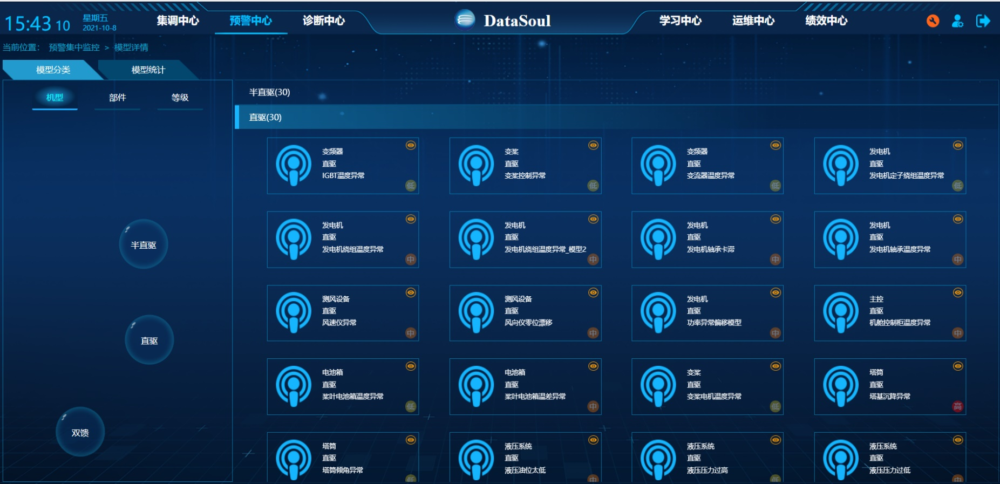 15:43 10
星期五
2021-10-8
集调中心
预警中心
诊断中心
DataSoul
学习中心
运维中心
绩效中心
当前位置： 预警集中监控 > 模型详情
模型分类
模型统计
机型
部件
等级
半直驱
直驱
双馈
半直驱(30)
直驱(30)
变频器
直驱
IGBT温度异常
低
变桨
直驱
变桨控制异常
低
变频器
直驱
变流器温度异常
低
发电机
直驱
发电机定子绕组温度异常
低
发电机
直驱
发电机绕组温度异常
中
发电机
直驱
发电机绕组温度异常_模型2
中
发电机
直驱
发电机轴承卡滞
中
发电机
直驱
发电机轴承温度异常
中
测风设备
直驱
风速仪异常
中
测风设备
直驱
风向仪零位漂移
中
发电机
直驱
功率异常偏移模型
中
主控
直驱
机舱控制柜温度异常
中
电池箱
直驱
桨叶电池箱温度异常
低
电池箱
直驱
桨叶电池箱温差异常
中
变桨
直驱
变桨电机温度异常
低
塔筒
直驱
塔基沉降异常
高
塔筒
直驱
塔筒倾角异常
低
液压系统
直驱
液压油位太低
中
液压系统
直驱
液压压力过高
低
液压系统
直驱
液压压力过低
中